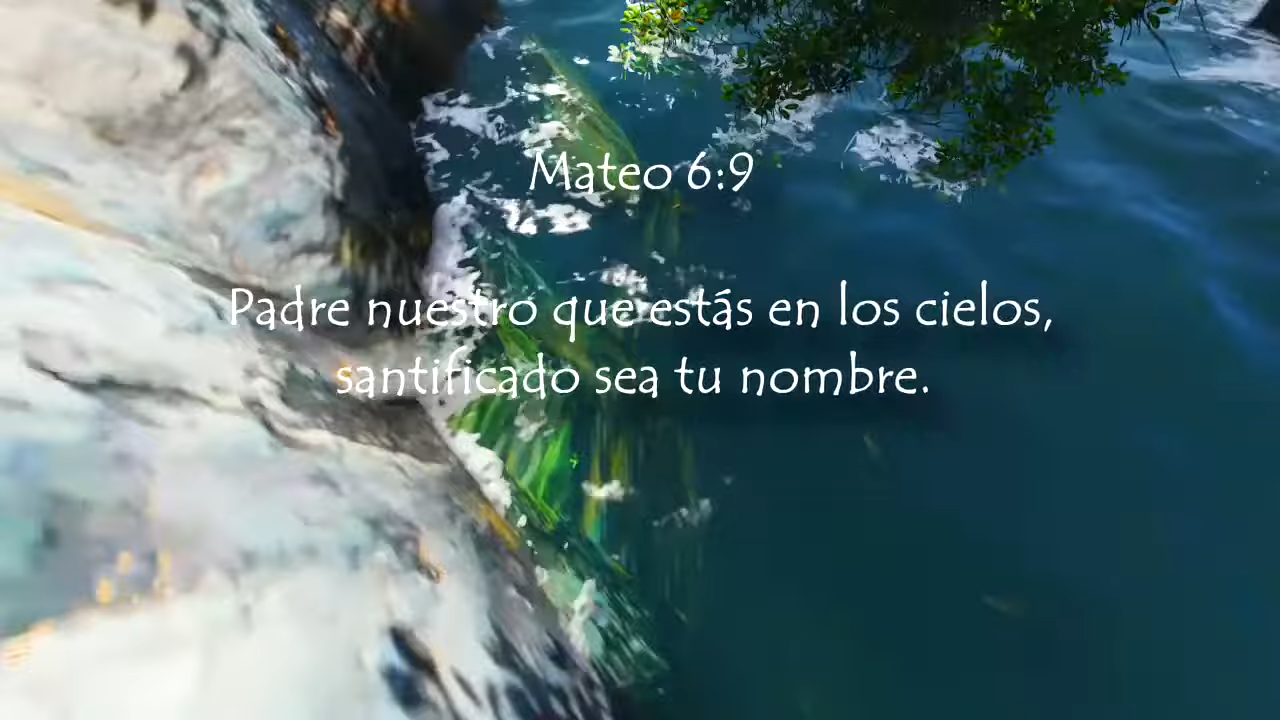 Mateo 6:9
Padre nuestro que estás en los cielos,
santificado sea tu nombre.